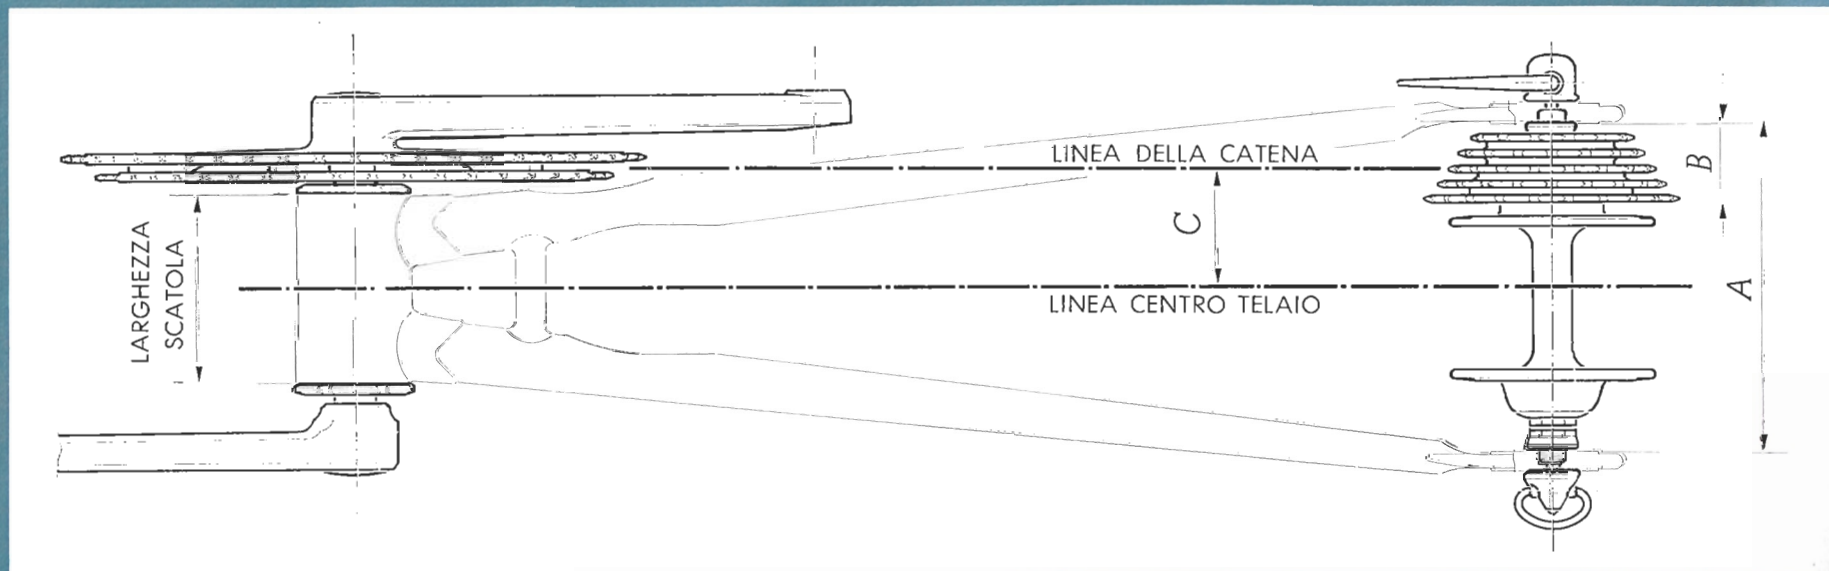 LINEA DELLA CATENA
B
C
LARGHEZZA
SCATOLA
A
LINEA CENTRO TELAIO